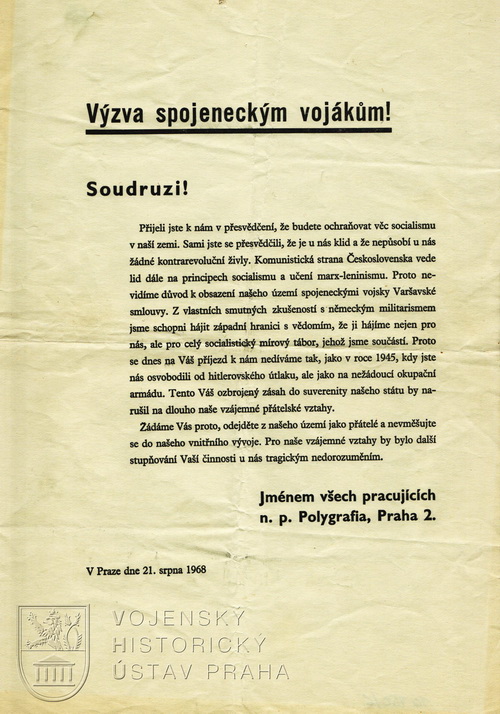 Výzva spojeneckým vojákům!
Soudruzi!
Přijeli jste k nám v přesvědčení, že budete ochraňovat věc socialismu
v naší zemi. Sami jste se přesvědčili, že je u nás klid a že nepůsobí u nás
žádné kontrarevoluční živly. Komunistická strana Československa vede
lid dále na principech socialismu a učení marx-leninismu. Proto ne-
vidíme důvod k obsazení našeho území spojeneckými vojsky Varšavské
smlouvy. Z vlastních smutných zkušeností s německým militarismem
jsme schopni hájit západní hranici s vědomím, že ji hájíme nejen pro
nás, ale pro celý socialistický mírový tábor, jehož jsme součástí. Proto
se dnes na Váš příjezd k nám nedíváme tak, jako v roce 1945, kdy jste
nás osvobodili od hitlerovského útlaku, ale jako na nežádoucí okupační
armádu. Tento Váš ozbrojený zásah do suverenity našeho státu by na-
rušil na dlouho naše vzájemné přátelské vztahy.
Žádáme Vás proto, odejděte z našeho území jako přátelé a nevměšujte
se do našeho vnitřního vývoje. Pro naše vzájemné vztahy by bylo další
stupňování Vaší činnosti u nás tragickým nedorozuměním.
Jménem všech pracujících
n. p. Polygrafia, Praha 2.
V Praze dne 21. srpna 1968
VOJENSKÝ
HISTORICKÝ
ÚSTAV PRAHA